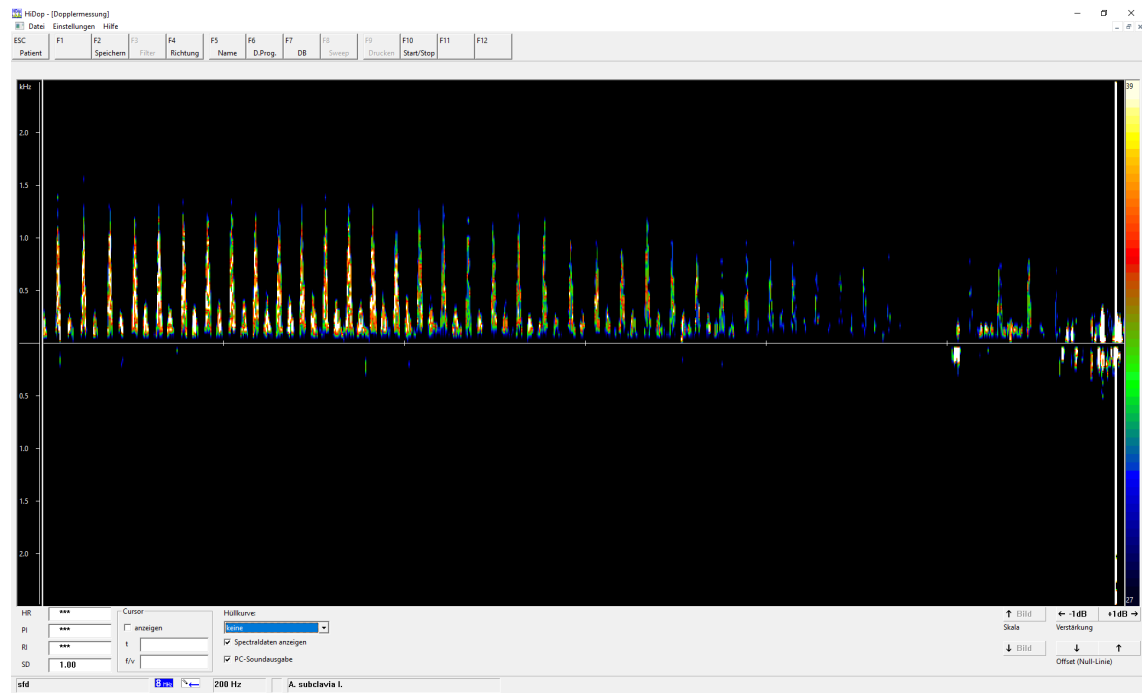 HiDop - [Dopplermessung]
Datei Einstellungen Hilfe
ESC F1 F2 F3 F4 F5 F6 F7 F8 F9 F10 F11 F12
Patient Speichern Filter Richtung Name D.Prog. DB Sweep Drucken Start/Stop
kHz 39
2.0
1.5
1.0
0.5
0.5
1.0
1.5
2.0
27
HR *** Cursor Hüllkurve: ↑ Bild ← -1dB +1dB →
PI *** anzeigen keine Skala Verstärkung
RI *** t Spectraldaten anzeigen ↓ Bild ↓ ↑
SD 1.00 f/v PC-Soundausgabe Offset (Null-Linie)
sfd 8 MHz 200 Hz A. subclavia l.